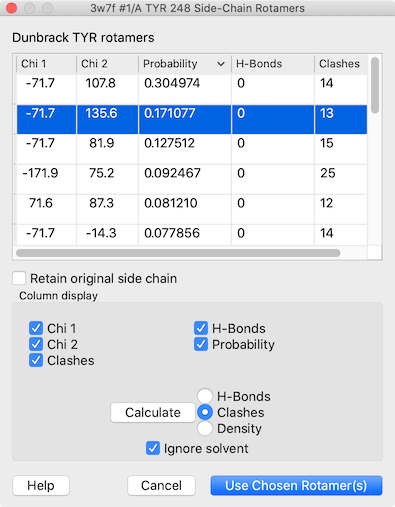 3w7f #1/A TYR 248 Side-Chain Rotamers
Dunbrack TYR rotamers
Chi 1 Chi 2 Probability H-Bonds Clashes
-71.7 107.8 0.304974 0 14
-71.7 135.6 0.171077 0 13
-71.7 81.9 0.127512 0 15
-171.9 75.2 0.092467 0 25
71.6 87.3 0.081210 0 12
-71.7 -14.3 0.077856 0 14
Retain original side chain
Column display
Chi 1 H-Bonds
Chi 2 Probability
Clashes
H-Bonds
Calculate Clashes
Density
Ignore solvent
Help Cancel Use Chosen Rotamer(s)